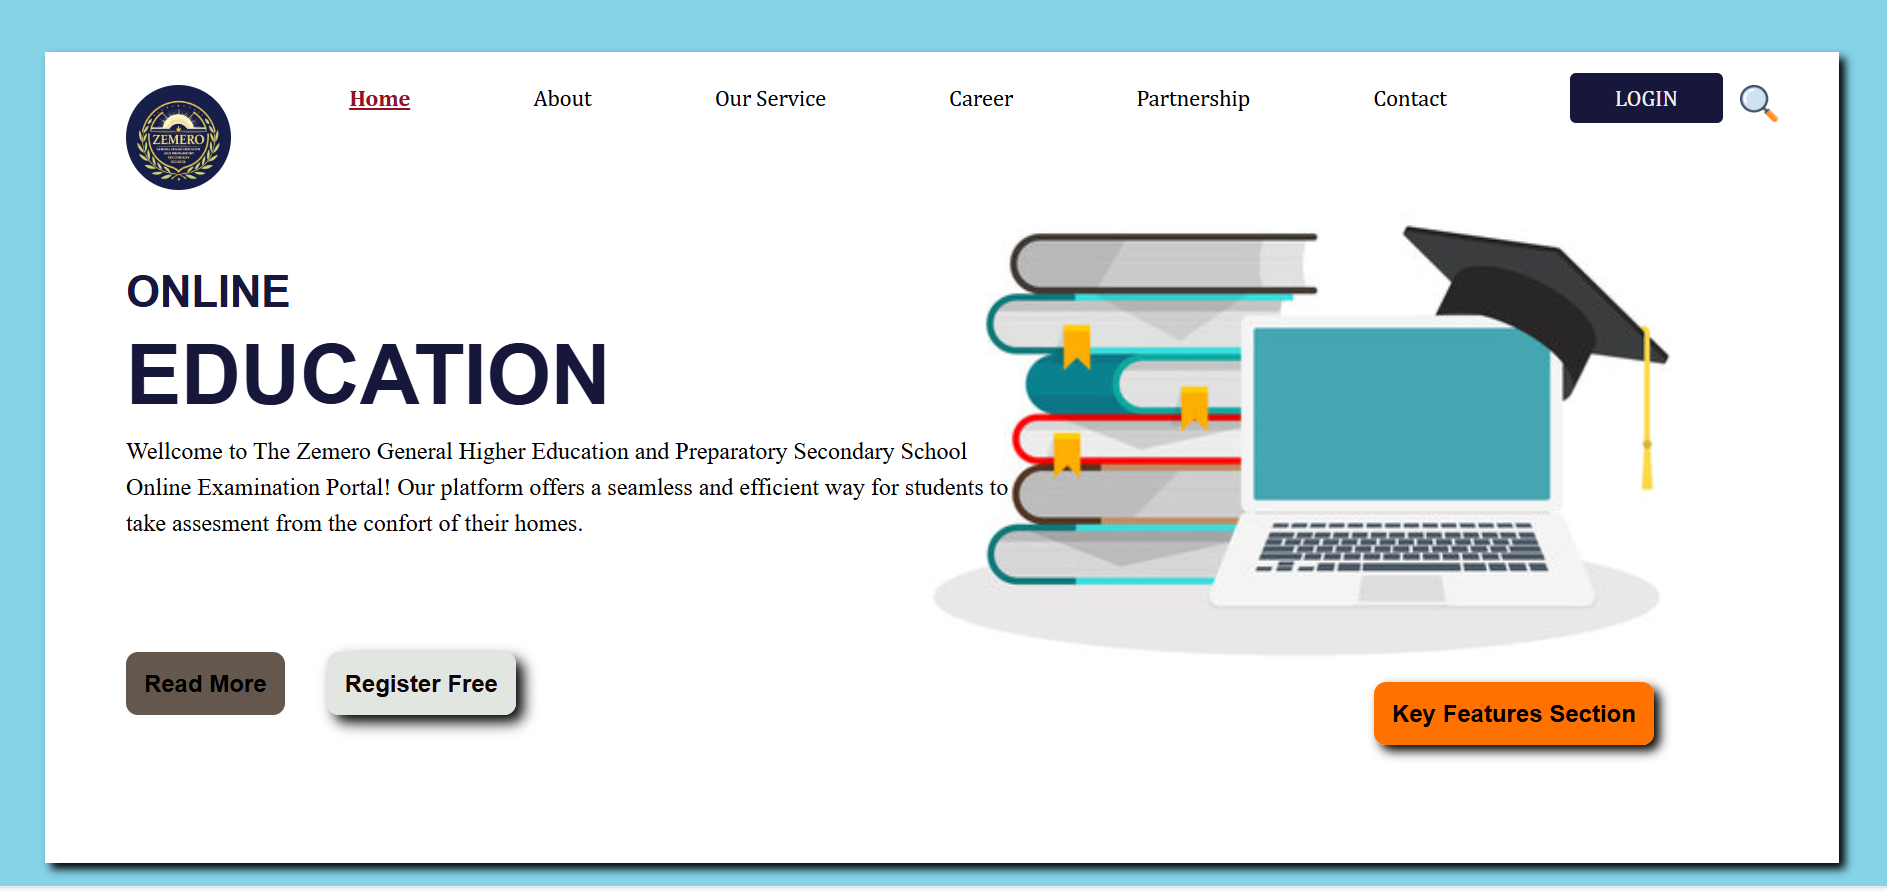 Home
About
Our Service
Career
Partnership
Contact
LOGIN
ZEMERO
SECONDARY
SCHOOL
ONLINE
EDUCATION
Wellcome to The Zemero General Higher Education and Preparatory Secondary School
Online Examination Portal! Our platform offers a seamless and efficient way for students to
take assesment from the confort of their homes.
Read More
Register Free
Key Features Section